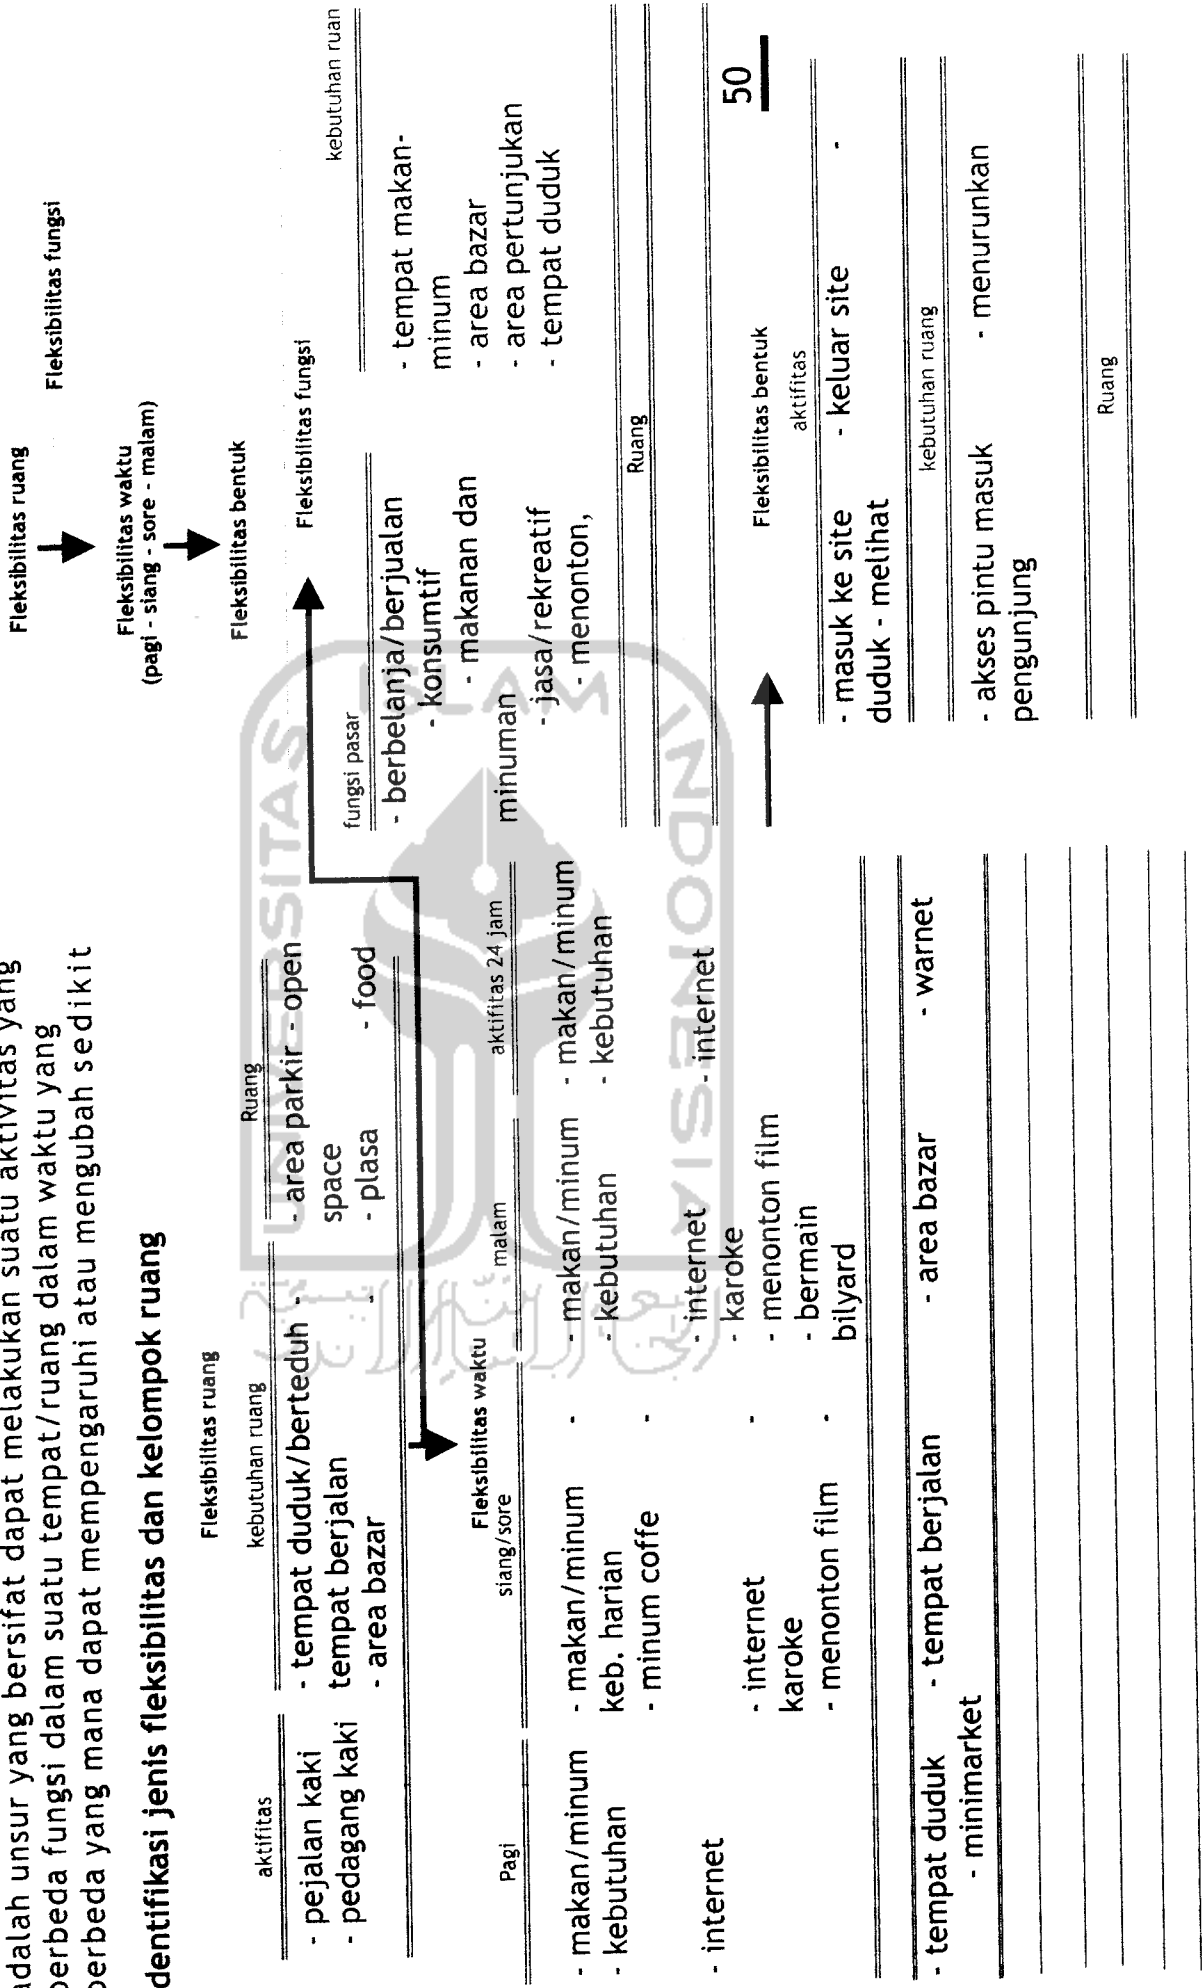 adalah unsur yang bersifat dapat melakukan suatu aktivitas yang
berbeda fungsi dalam suatu tempat/ruang dalam waktu yang
berbeda yang mana dapat mempengaruhi atau mengubah sedikit
Fleksibilitas ruang
Fleksibilitas fungsi
Fleksibilitas waktu
(pagi - siang - sore - malam)
Fleksibilitas bentuk
dentifikasi jenis fleksibilitas dan kelompok ruang
Fleksibilitas ruang
aktifitas
kebutuhan ruang
Ruang
- pejalan kaki
- pedagang kaki
- tempat duduk/berteduh -
tempat berjalan -
- area bazar
- area parkir - open
space
- plasa - food
Fleksibilitas waktu
Pagi
siang/sore
malam
aktifitas 24 jam
- makan/minum
- kebutuhan
- internet
- makan/minum -
keb. harian
- minum coffe -
- internet -
karoke
- menonton film -
- makan/minum
- kebutuhan
- internet
- karoke
- menonton film
- bermain
bilyard
- makan/minum
- kebutuhan
- internet
- tempat duduk - tempat berjalan - area bazar - warnet
- minimarket
Fleksibilitas fungsi
fungsi pasar
kebutuhan ruan
- berbelanja/berjualan
- konsumtif
- makanan dan
minuman
- jasa/rekreatif
- menonton,
- tempat makan-
minum
- area bazar
- area pertunjukan
- tempat duduk
Ruang
Fleksibilitas bentuk
aktifitas
- masuk ke site - keluar site -
duduk - melihat
kebutuhan ruang
- akses pintu masuk - menurunkan
pengunjung
Ruang
50
UNIVERSITAS
ISLAM
INDONESIA